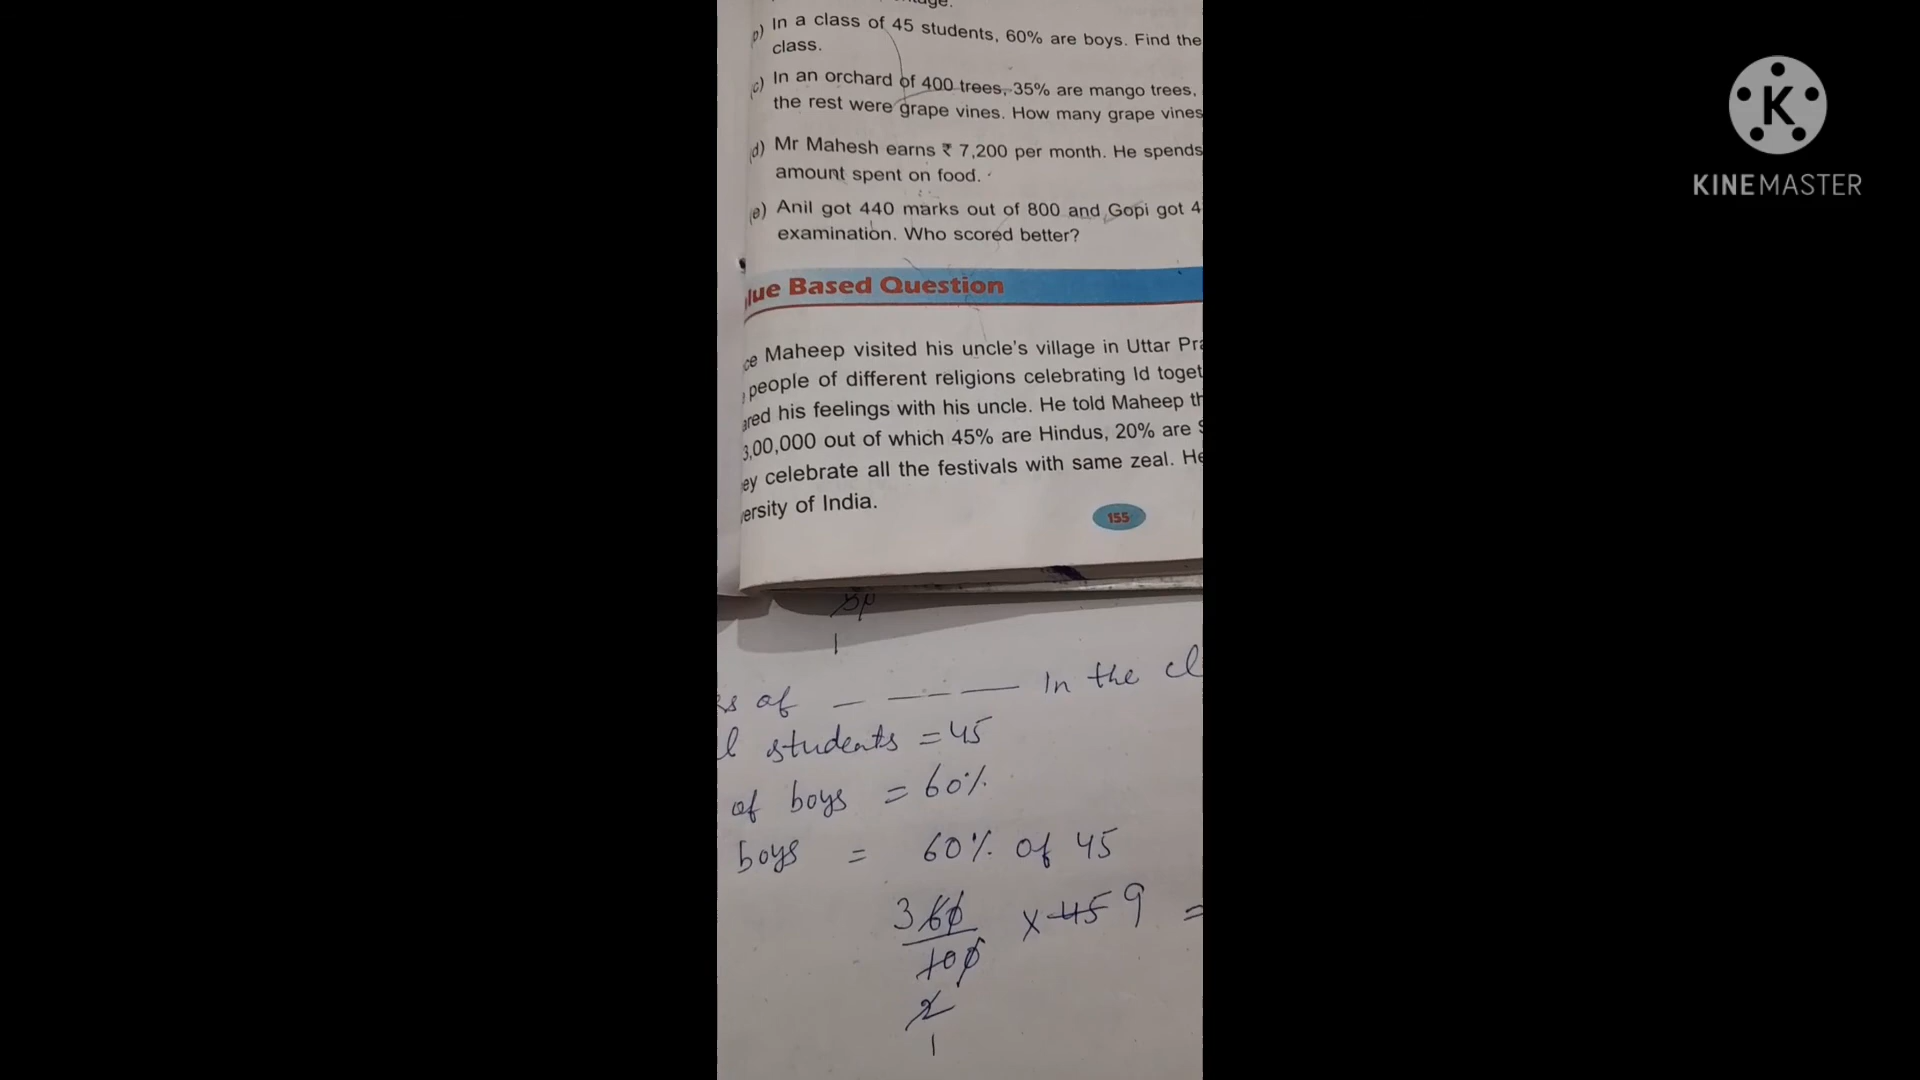 b) In a class of 45 students, 60% are boys. Find the
class.
(c) In an orchard of 400 trees, 35% are mango trees,
the rest were grape vines. How many grape vines
(d) Mr Mahesh earns ₹ 7,200 per month. He spends
amount spent on food.
(e) Anil got 440 marks out of 800 and Gopi got 4
examination. Who scored better?
lue Based Question
ce Maheep visited his uncle's village in Uttar Pra
people of different religions celebrating Id toget
ared his feelings with his uncle. He told Maheep th
3,00,000 out of which 45% are Hindus, 20% are S
ey celebrate all the festivals with same zeal. He
ersity of India.
155
1
ss of — — — — In the cl
l students = 45
of boys = 60%
boys = 60% of 45
3 60 × 45 9 =
100
2
1
KINEMASTER